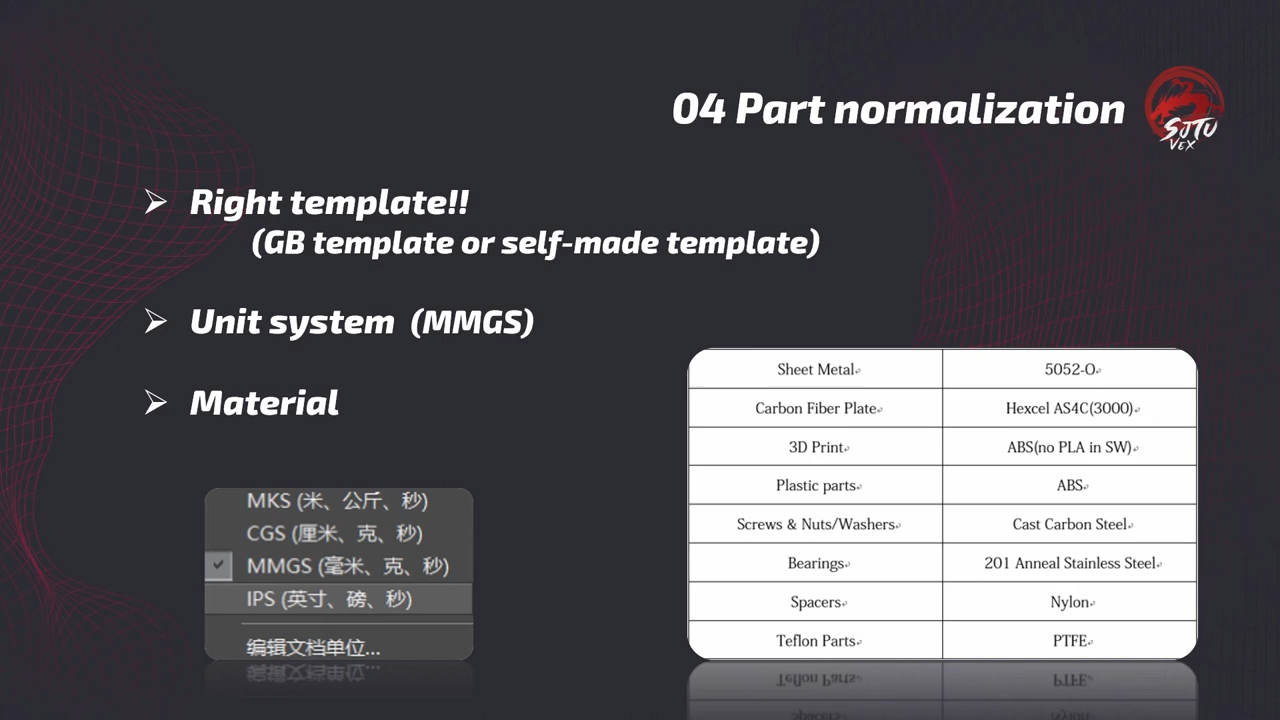 04 Part normalization
SJTU
VEX
Right template!!
(GB template or self-made template)
Unit system (MMGS)
Material
MKS (米、公斤、秒)
CGS (厘米、克、秒)
MMGS (毫米、克、秒)
IPS (英寸、磅、秒)
编辑文档单位...
Sheet Metal 5052-O
Carbon Fiber Plate Hexcel AS4C(3000)
3D Print ABS(no PLA in SW)
Plastic parts ABS
Screws & Nuts/Washers Cast Carbon Steel
Bearings 201 Anneal Stainless Steel
Spacers Nylon
Teflon Parts PTFE